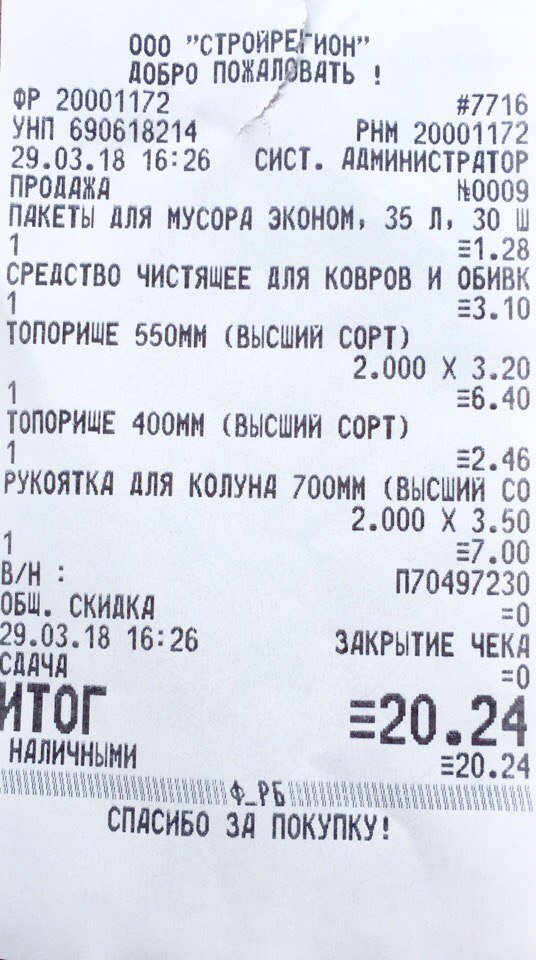 ООО "СТРОЙРЕГИОН"
ДОБРО ПОЖАЛОВАТЬ !
ФР 20001172 #7716
УНП 690618214 РНМ 20001172
29.03.18 16:26 СИСТ. АДМИНИСТРАТОР
ПРОДАЖА №0009
ПАКЕТЫ ДЛЯ МУСОРА ЭКОНОМ, 35 Л, 30 Ш
1 ≡1.28
СРЕДСТВО ЧИСТЯЩЕЕ ДЛЯ КОВРОВ И ОБИВК
1 ≡3.10
ТОПОРИЩЕ 550ММ (ВЫСШИЙ СОРТ)
2.000 X 3.20
1 ≡6.40
ТОПОРИЩЕ 400ММ (ВЫСШИЙ СОРТ)
1 ≡2.46
РУКОЯТКА ДЛЯ КОЛУНА 700ММ (ВЫСШИЙ СО
2.000 X 3.50
1 ≡7.00
В/Н : П70497230
ОБЩ. СКИДКА =0
29.03.18 16:26 ЗАКРЫТИЕ ЧЕКА
СДАЧА =0
ИТОГ ≡20.24
НАЛИЧНЫМИ ≡20.24
Ф_РБ
СПАСИБО ЗА ПОКУПКУ!